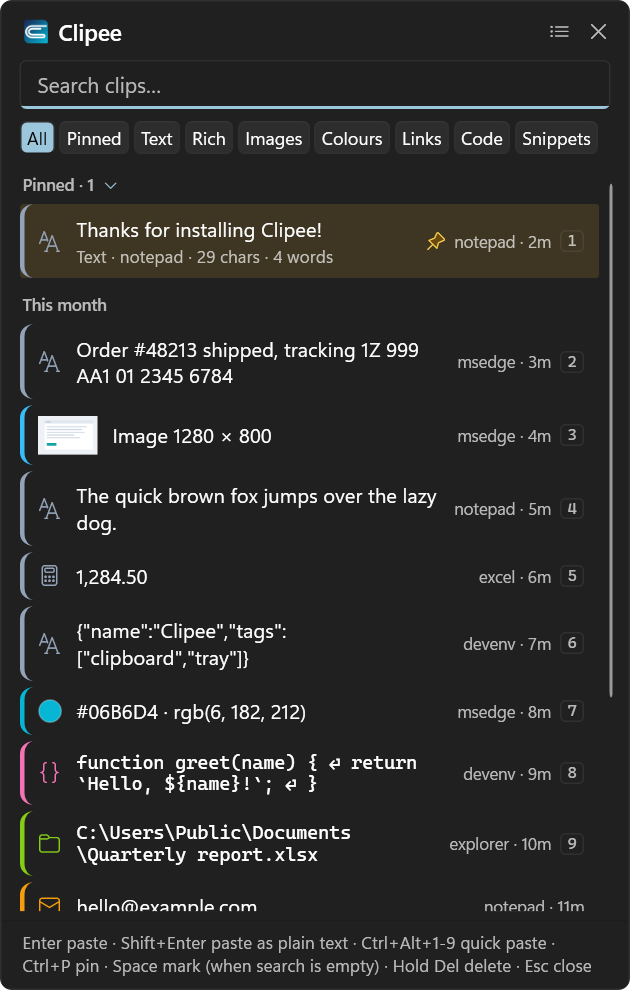 Clipee
Search clips...
All Pinned Text Rich Images Colours Links Code Snippets
Pinned · 1
Thanks for installing Clipee!
Text · notepad · 29 chars · 4 words
notepad · 2m 1
This month
Order #48213 shipped, tracking 1Z 999
AA1 01 2345 6784
msedge · 3m 2
Image 1280 × 800
msedge · 4m 3
The quick brown fox jumps over the lazy
dog.
notepad · 5m 4
1,284.50
excel · 6m 5
{"name":"Clipee","tags":
["clipboard","tray"]}
devenv · 7m 6
#06B6D4 · rgb(6, 182, 212)
msedge · 8m 7
function greet(name) { ⏎ return
`Hello, ${name}!`; ⏎ }
devenv · 9m 8
C:\Users\Public\Documents
\Quarterly report.xlsx
explorer · 10m 9
hello@example.com
notepad · 11m
Enter paste · Shift+Enter paste as plain text · Ctrl+Alt+1-9 quick paste ·
Ctrl+P pin · Space mark (when search is empty) · Hold Del delete · Esc close